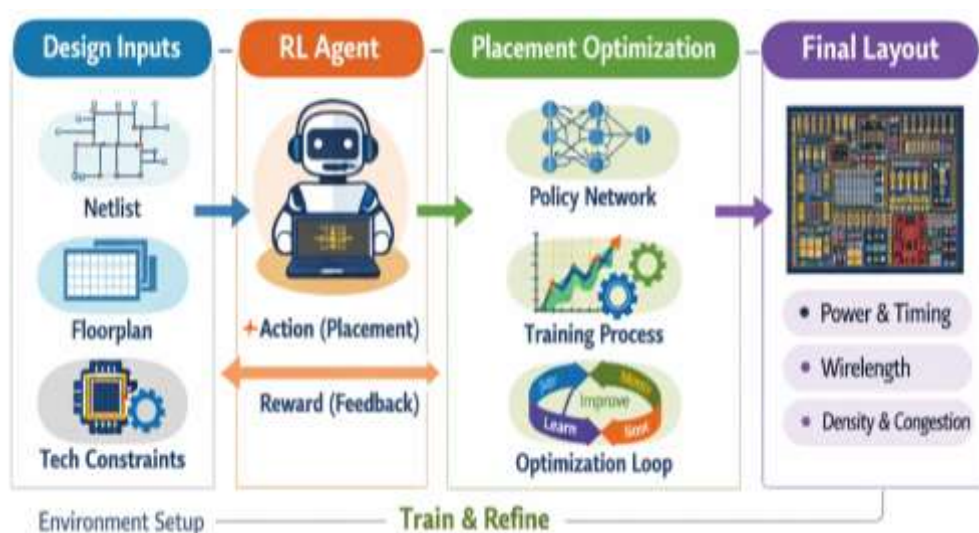 Design Inputs
RL Agent
Placement Optimization
Final Layout
Netlist
Floorplan
Tech Constraints
+Action (Placement)
Reward (Feedback)
Policy Network
Training Process
Improve
Learn
Optimization Loop
• Power & Timing
• Wirelength
• Density & Congestion
Environment Setup
Train & Refine